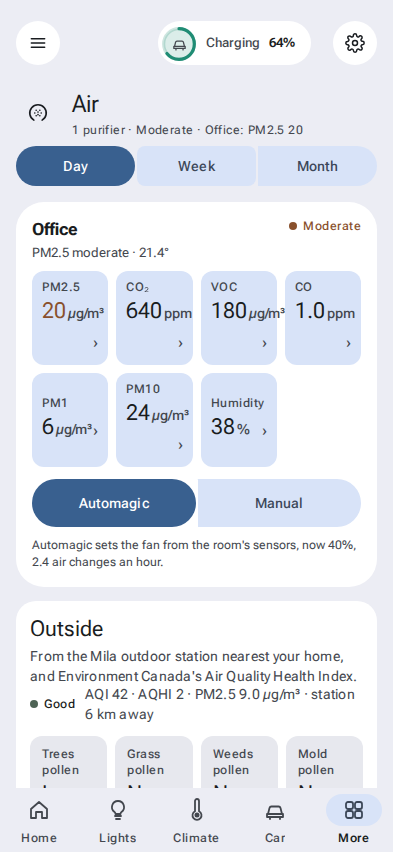 Charging 64%
Air
1 purifier · Moderate · Office: PM2.5 20
Day Week Month
Office
Moderate
PM2.5 moderate · 21.4°
PM2.5 CO₂ VOC CO
20 µg/m³ 640 ppm 180 µg/m³ 1.0 ppm
› › › ›
PM1 PM10 Humidity
6 µg/m³ › 24 µg/m³ › 38 % ›
Automagic Manual
Automagic sets the fan from the room's sensors, now 40%,
2.4 air changes an hour.
Outside
From the Mila outdoor station nearest your home,
and Environment Canada's Air Quality Health Index.
Good AQI 42 · AQHI 2 · PM2.5 9.0 µg/m³ · station
6 km away
Trees Grass Weeds Mold
pollen pollen pollen pollen
Home Lights Climate Car More